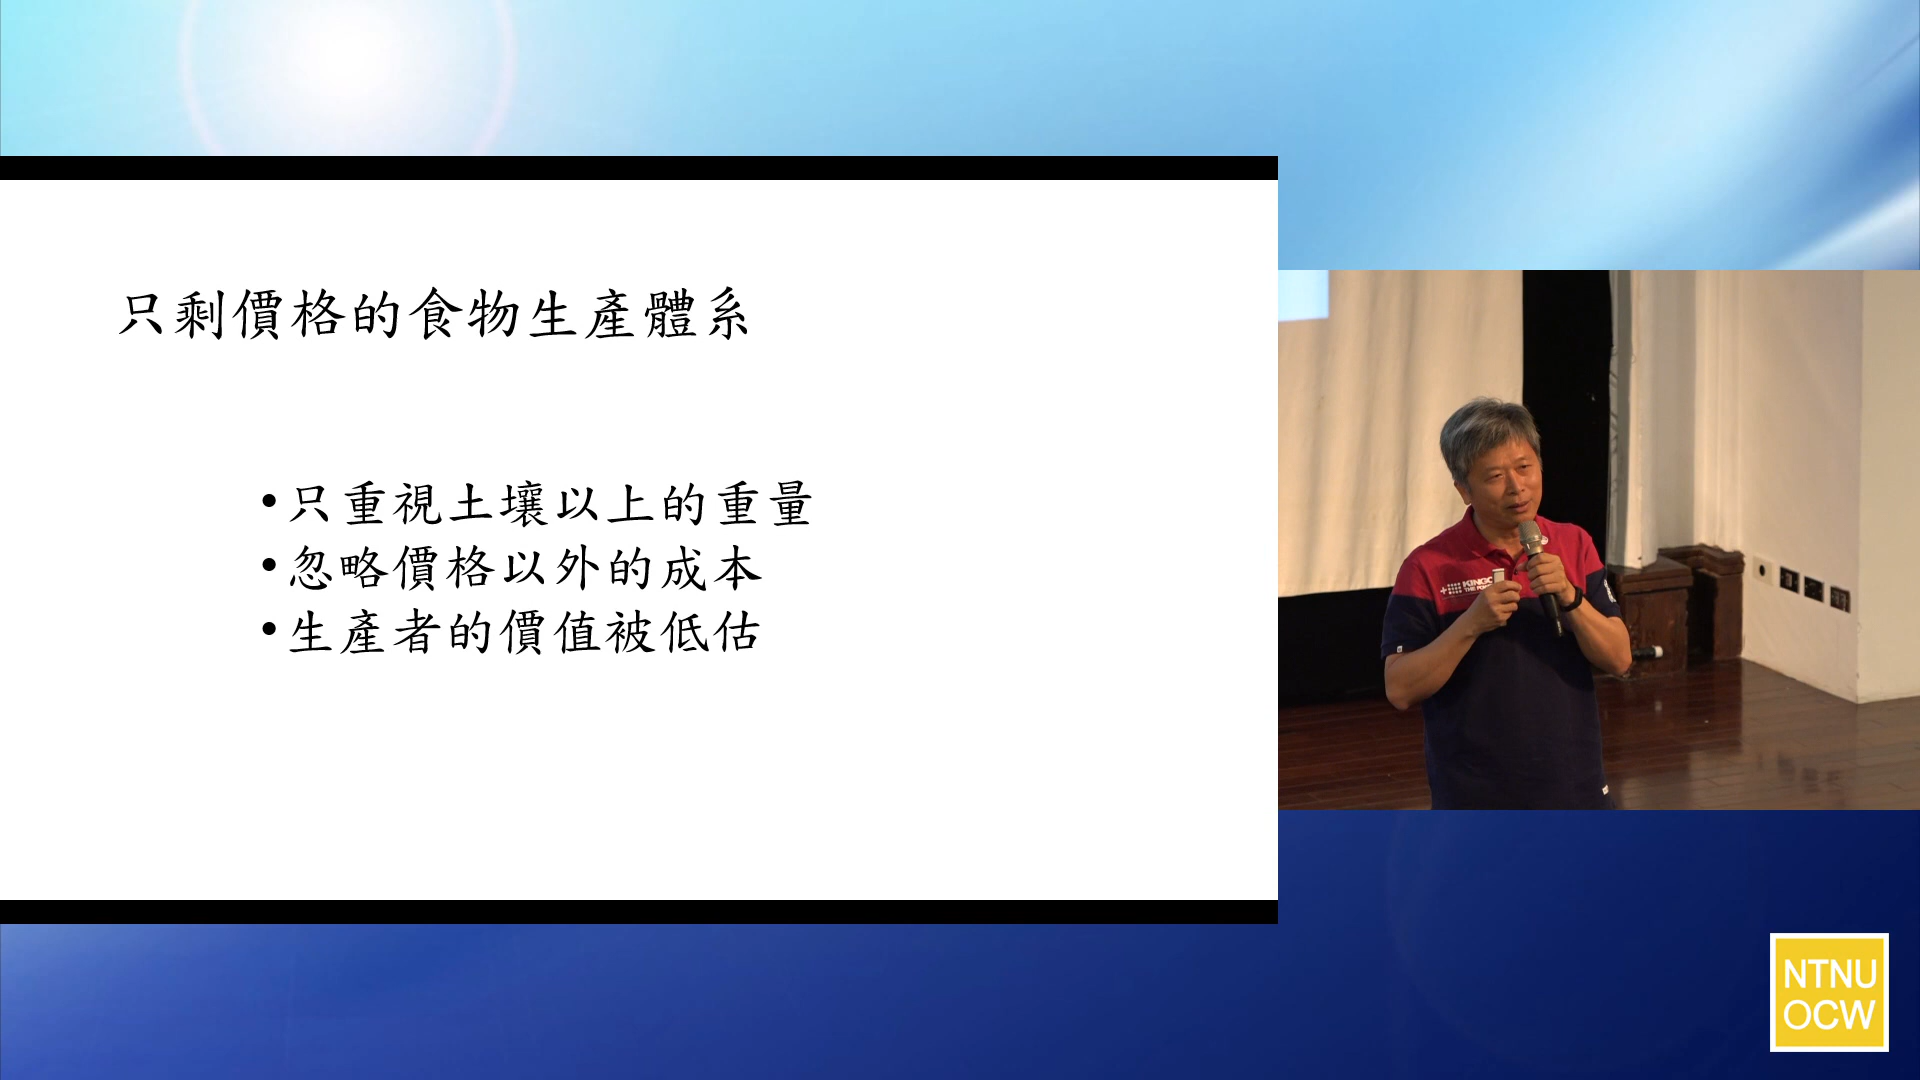 只剩價格的食物生產體系
•只重視土壤以上的重量
•忽略價格以外的成本
•生產者的價值被低估
NTNU
OCW